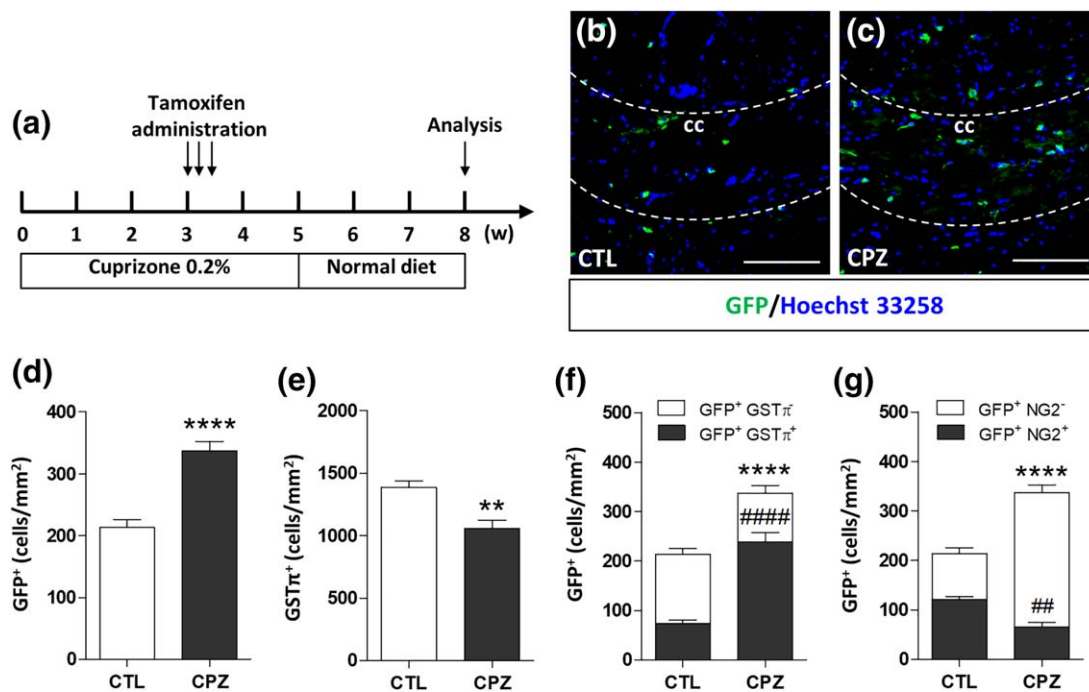 (a)
Tamoxifen
administration
Analysis
0 1 2 3 4 5 6 7 8 (w)
Cuprizone 0.2%
Normal diet
(b)
cc
CTL
(c)
cc
CPZ
GFP/Hoechst 33258
(d)
GFP⁺ (cells/mm²)
400
300
200
100
0
****
CTL CPZ
(e)
GSTπ⁺ (cells/mm²)
2000
1500
1000
500
0
**
CTL CPZ
(f)
GFP⁺ GSTπ⁻
GFP⁺ GSTπ⁺
GFP⁺ (cells/mm²)
500
400
300
200
100
0
****
####
CTL CPZ
(g)
GFP⁺ NG2⁻
GFP⁺ NG2⁺
GFP⁺ (cells/mm²)
500
400
300
200
100
0
****
##
CTL CPZ